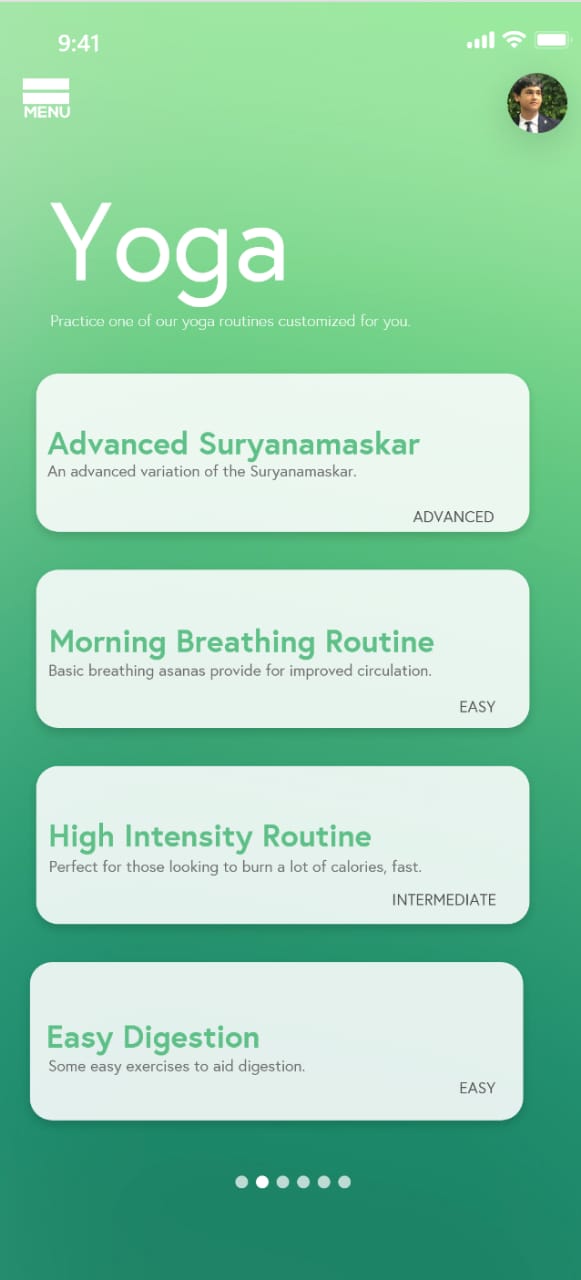 9:41
MENU
Yoga
Practice one of our yoga routines customized for you.
Advanced Suryanamaskar
An advanced variation of the Suryanamaskar.
ADVANCED
Morning Breathing Routine
Basic breathing asanas provide for improved circulation.
EASY
High Intensity Routine
Perfect for those looking to burn a lot of calories, fast.
INTERMEDIATE
Easy Digestion
Some easy exercises to aid digestion.
EASY